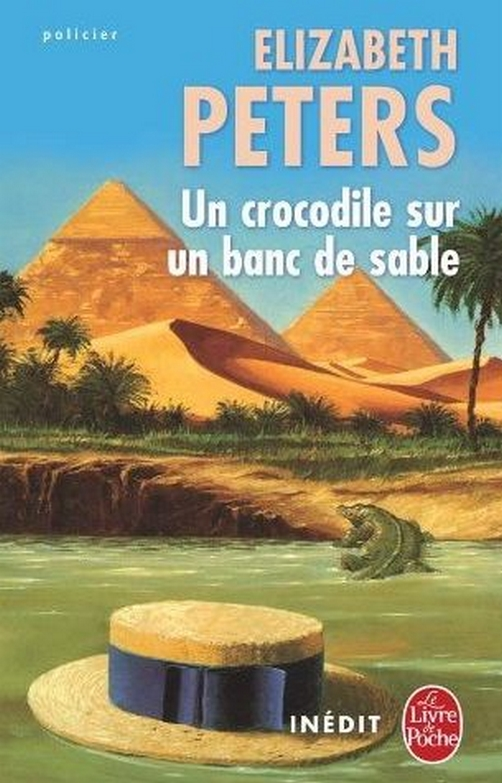 policier
ELIZABETH
PETERS
Un crocodile sur
un banc de sable
INÉDIT
Le
Livre
de
Poche